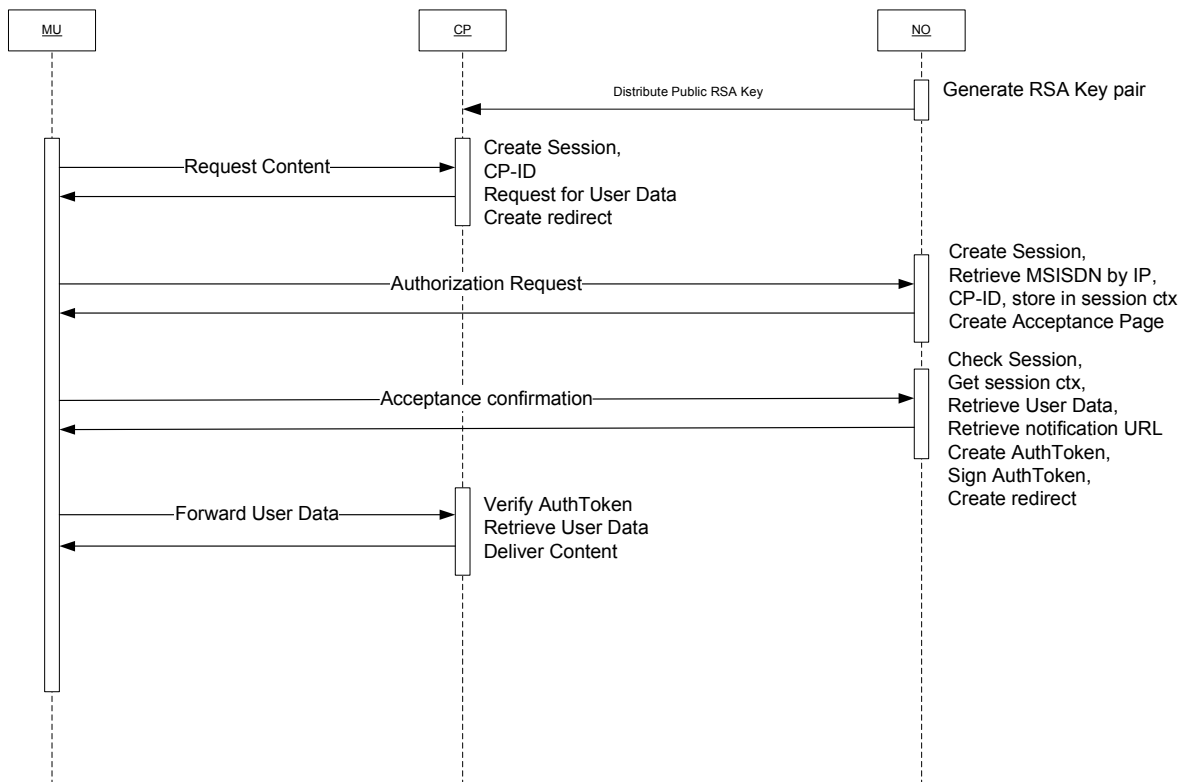 MU
CP
NO
Distribute Public RSA Key
Generate RSA Key pair
Request Content
Create Session,
CP-ID
Request for User Data
Create redirect
Authorization Request
Create Session,
Retrieve MSISDN by IP,
CP-ID, store in session ctx
Create Acceptance Page
Acceptance confirmation
Check Session,
Get session ctx,
Retrieve User Data,
Retrieve notification URL
Create AuthToken,
Sign AuthToken,
Create redirect
Forward User Data
Verify AuthToken
Retrieve User Data
Deliver Content